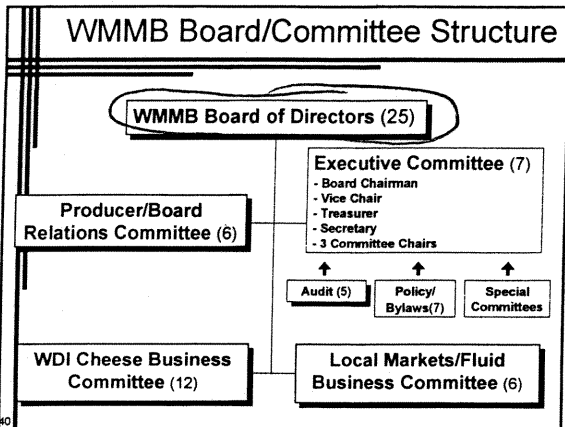 WMMB Board/Committee Structure
WMMB Board of Directors (25)
Executive Committee (7)
- Board Chairman
- Vice Chair
- Treasurer
- Secretary
- 3 Committee Chairs
Producer/Board
Relations Committee (6)
Audit (5)
Policy/
Bylaws(7)
Special
Committees
WDI Cheese Business
Committee (12)
Local Markets/Fluid
Business Committee (6)
40